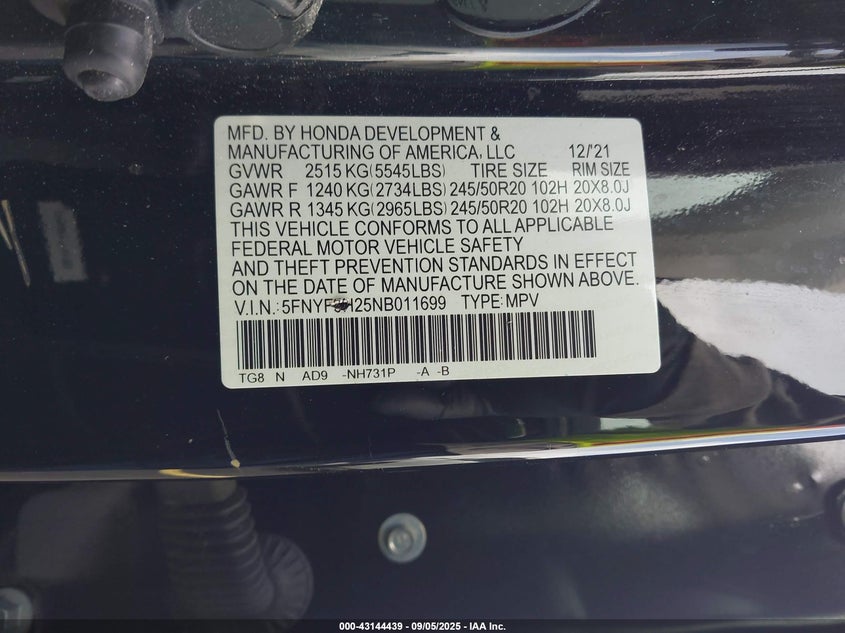 MFD. BY HONDA DEVELOPMENT &
MANUFACTURING OF AMERICA, LLC 12/'21
GVWR 2515 KG(5545LBS) TIRE SIZE RIM SIZE
GAWR F 1240 KG(2734LBS) 245/50R20 102H 20X8.0J
GAWR R 1345 KG(2965LBS) 245/50R20 102H 20X8.0J
THIS VEHICLE CONFORMS TO ALL APPLICABLE
FEDERAL MOTOR VEHICLE SAFETY
AND THEFT PREVENTION STANDARDS IN EFFECT
ON THE DATE OF MANUFACTURE SHOWN ABOVE.
V.I.N.: TYPE: MPV
TG8 N AD9 -NH731P -A -B
000-43144439 - 09/05/2025 - IAA Inc.